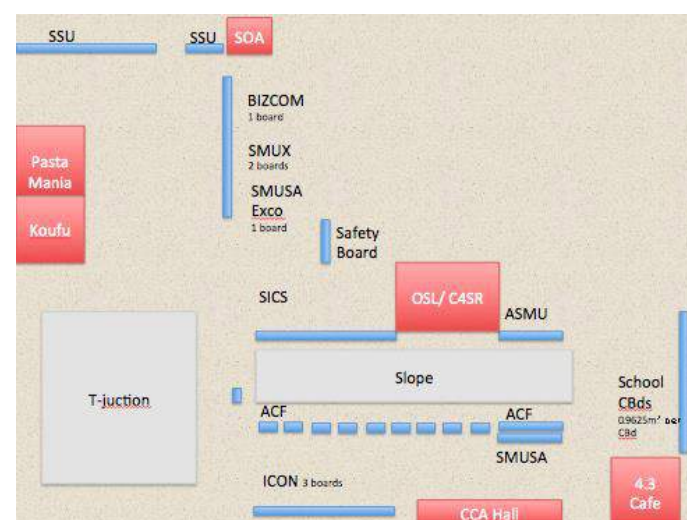 SSU
SSU
SOA
BIZCOM
1 board
SMUX
2 boards
SMUSA
Exco
1 board
Pasta
Mania
Koufu
Safety
Board
SICS
OSL/ C4SR
ASMU
Slope
T-juction
School
CBds
0.9625m² per
CBd
ACF
ACF
SMUSA
ICON 3 boards
4.3
Cafe
CCA Hall